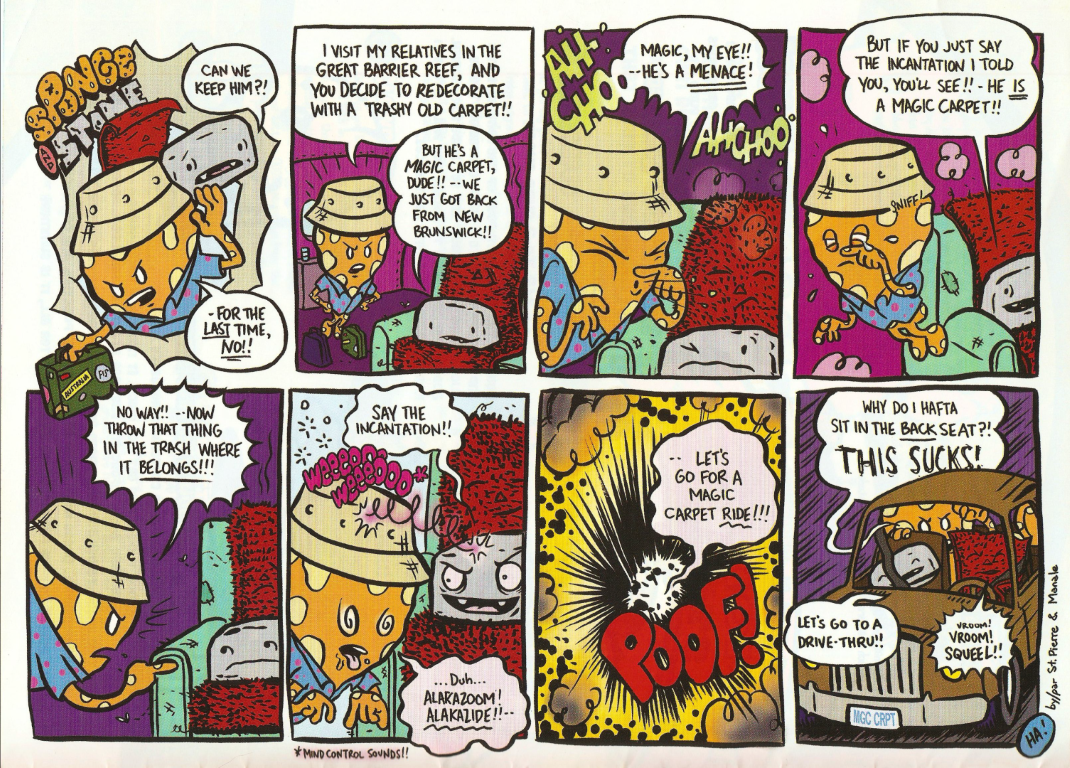 SPONGE
AND
STONE
CAN WE
KEEP HIM?!
- FOR THE
LAST TIME,
NO!!
AUSTRALIA
I VISIT MY RELATIVES IN THE
GREAT BARRIER REEF, AND
YOU DECIDE TO REDECORATE
WITH A TRASHY OLD CARPET!!
BUT HE'S A
MAGIC CARPET,
DUDE!! --WE
JUST GOT BACK
FROM NEW
BRUNSWICK!!
AH-
CHOO
MAGIC, MY EYE!!
--HE'S A MENACE!
AHHCHOO
BUT IF YOU JUST SAY
THE INCANTATION I TOLD
YOU, YOU'LL SEE!! - HE IS
A MAGIC CARPET!!
SNIFF!
NO WAY!! --NOW
THROW THAT THING
IN THE TRASH WHERE
IT BELONGS!!!
SAY THE
INCANTATION!!
WEEEOOO*
WEEEOOO
...Duh...
ALAKAZOOM!
ALAKAZIDE!!--
*MIND CONTROL SOUNDS!!
-- LET'S
GO FOR A
MAGIC
CARPET RIDE!!!
POOF!
WHY DO I HAFTA
SIT IN THE BACK SEAT?!
THIS SUCKS!
LET'S GO TO A
DRIVE-THRU!!
VROOM!
VROOM!
SQUEEL!!
MGC CRPT
by/par St.Pierre & Manale
HA!